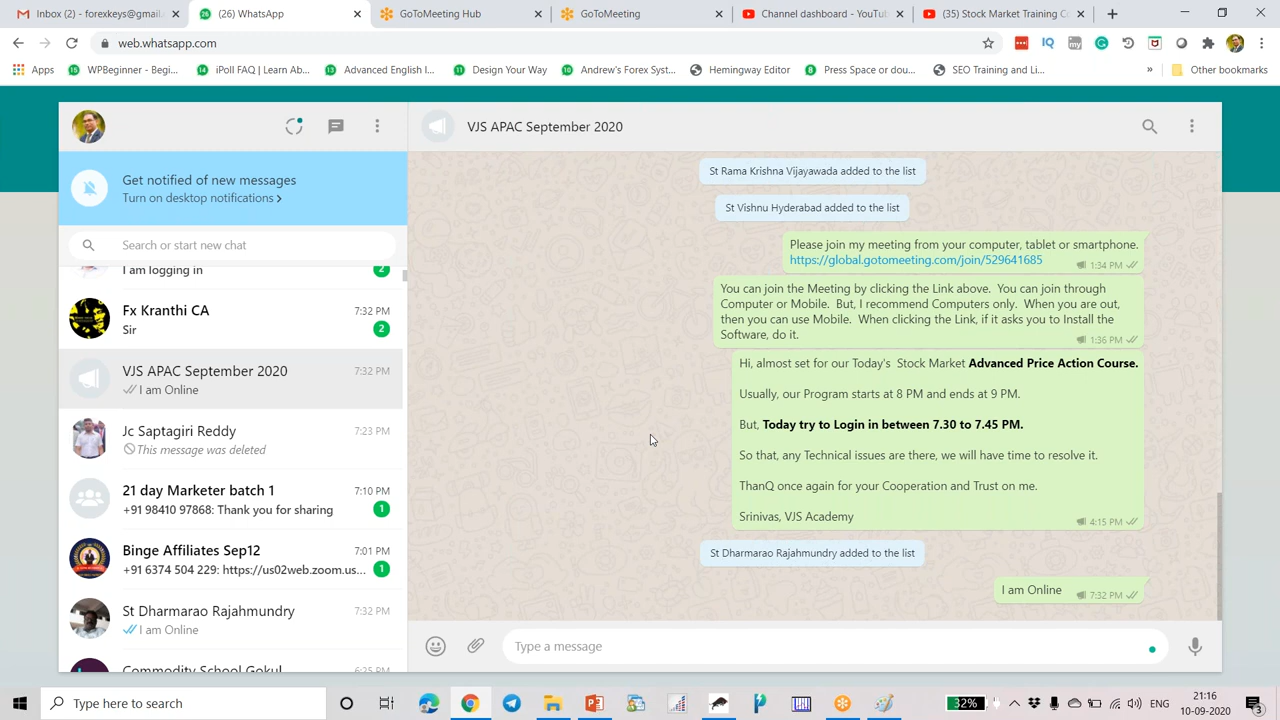 Inbox (2) - forexkeys@gmai
(26) WhatsApp
GoToMeeting Hub
GoToMeeting
Channel dashboard - YouTu
(35) Stock Market Training Co
web.whatsapp.com
Apps
WPBeginner - Begi...
iPoll FAQ | Learn Ab...
Advanced English I...
Design Your Way
Andrew's Forex Syst...
Hemingway Editor
Press Space or dou...
SEO Training and Li...
»
Other bookmarks
Get notified of new messages
Turn on desktop notifications >
Search or start new chat
I am logging in
2
Fx Kranthi CA
7:32 PM
Sir
2
VJS APAC September 2020
7:32 PM
I am Online
Jc Saptagiri Reddy
7:23 PM
This message was deleted
21 day Marketer batch 1
7:10 PM
+91 98410 97868: Thank you for sharing
1
Binge Affiliates Sep12
7:01 PM
+91 6374 504 229: https://us02web.zoom.us...
1
St Dharmarao Rajahmundry
7:32 PM
I am Online
Commodity School Gokul
6:25 PM
VJS APAC September 2020
St Rama Krishna Vijayawada added to the list
St Vishnu Hyderabad added to the list
Please join my meeting from your computer, tablet or smartphone.
https://global.gotomeeting.com/join/529641685
1:34 PM
You can join the Meeting by clicking the Link above. You can join through
Computer or Mobile. But, I recommend Computers only. When you are out,
then you can use Mobile. When clicking the Link, if it asks you to Install the
Software, do it.
1:36 PM
Hi, almost set for our Today's Stock Market Advanced Price Action Course.
Usually, our Program starts at 8 PM and ends at 9 PM.
But, Today try to Login in between 7.30 to 7.45 PM.
So that, any Technical issues are there, we will have time to resolve it.
ThanQ once again for your Cooperation and Trust on me.
Srinivas, VJS Academy
4:15 PM
St Dharmarao Rajahmundry added to the list
I am Online
7:32 PM
Type a message
Type here to search
32%
ENG
21:16
10-09-2020
3